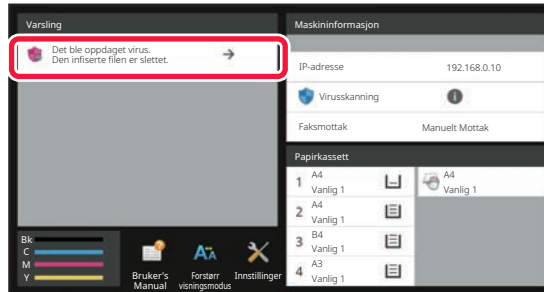 Varsling
Det ble oppdaget virus.
Den infiserte filen er slettet.
Maskininformasjon
IP-adresse 192.168.0.10
Virusskanning
Faksmottak Manuelt Mottak
Papirkassett
1 A4
Vanlig 1
A4
Vanlig 1
2 A4
Vanlig 1
3 B4
Vanlig 1
4 A3
Vanlig 1
Bk
C
M
Y
Bruker's
Manual
Forstørr
visningsmodus
Innstillinger